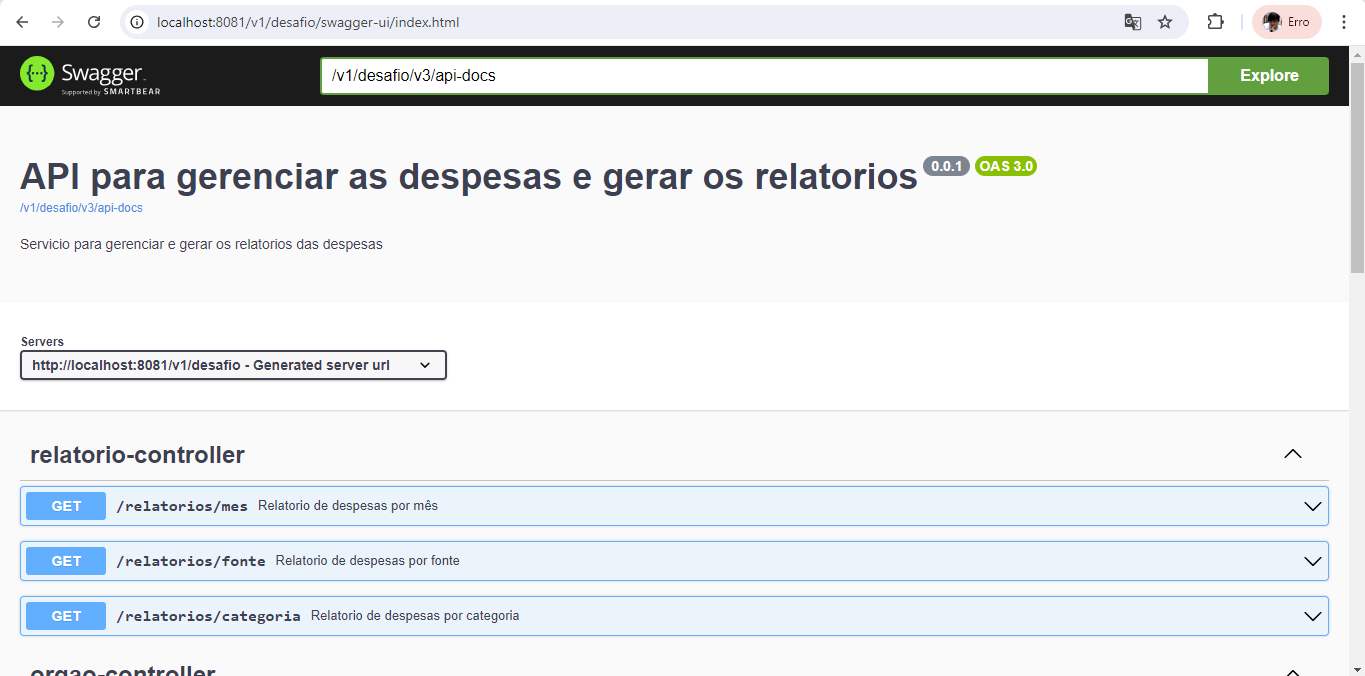 localhost:8081/v1/desafio/swagger-ui/index.html
Erro
Swagger.
Supported by SMARTBEAR
/v1/desafio/v3/api-docs
Explore
API para gerenciar as despesas e gerar os relatorios 0.0.1 OAS 3.0
/v1/desafio/v3/api-docs
Servicio para gerenciar e gerar os relatorios das despesas
Servers
http://localhost:8081/v1/desafio - Generated server url
relatorio-controller
GET /relatorios/mes Relatorio de despesas por mês
GET /relatorios/fonte Relatorio de despesas por fonte
GET /relatorios/categoria Relatorio de despesas por categoria
orgao-controller